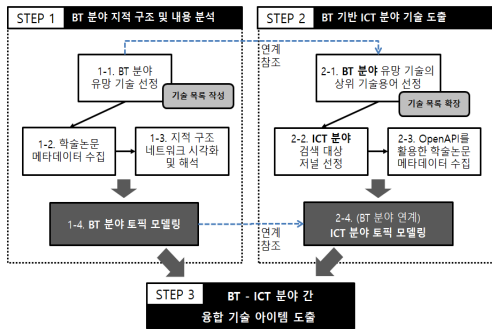 STEP 1 BT 분야 지적 구조 및 내용 분석
1-1. BT 분야
유망 기술 선정
기술 목록 작성
1-2. 학술논문
메타데이터 수집
1-3. 지적 구조
네트워크 시각화
및 해석
1-4. BT 분야 토픽 모델링
연계
참조
연계
참조
STEP 2 BT 기반 ICT 분야 기술 도출
2-1. BT 분야 유망 기술의
상위 기술용어 선정
기술 목록 확장
2-2. ICT 분야
검색 대상
저널 선정
2-3. OpenAPI를
활용한 학술논문
메타데이터 수집
2-4. (BT 분야 연계)
ICT 분야 토픽 모델링
STEP 3 BT - ICT 분야 간
융합 기술 아이템 도출